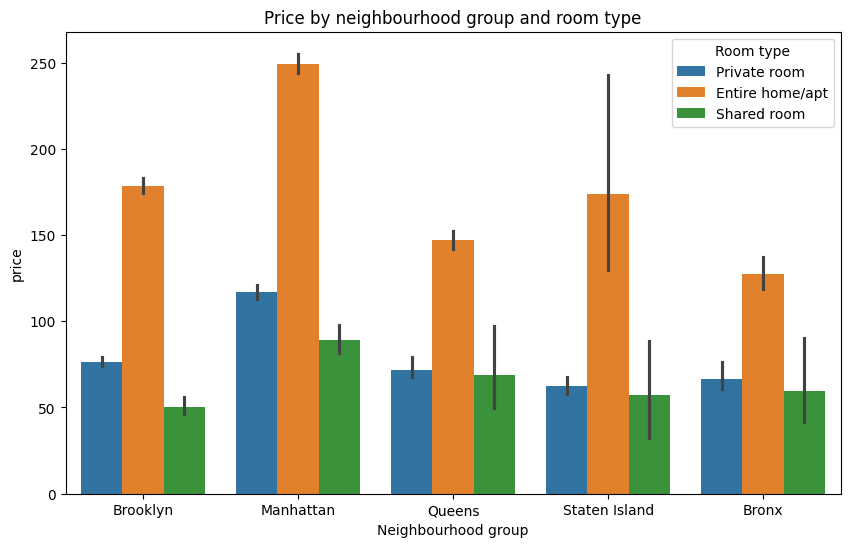 Price by neighbourhood group and room type
Room type
Private room
Entire home/apt
Shared room
price
250
200
150
100
50
0
Brooklyn
Manhattan
Queens
Staten Island
Bronx
Neighbourhood group